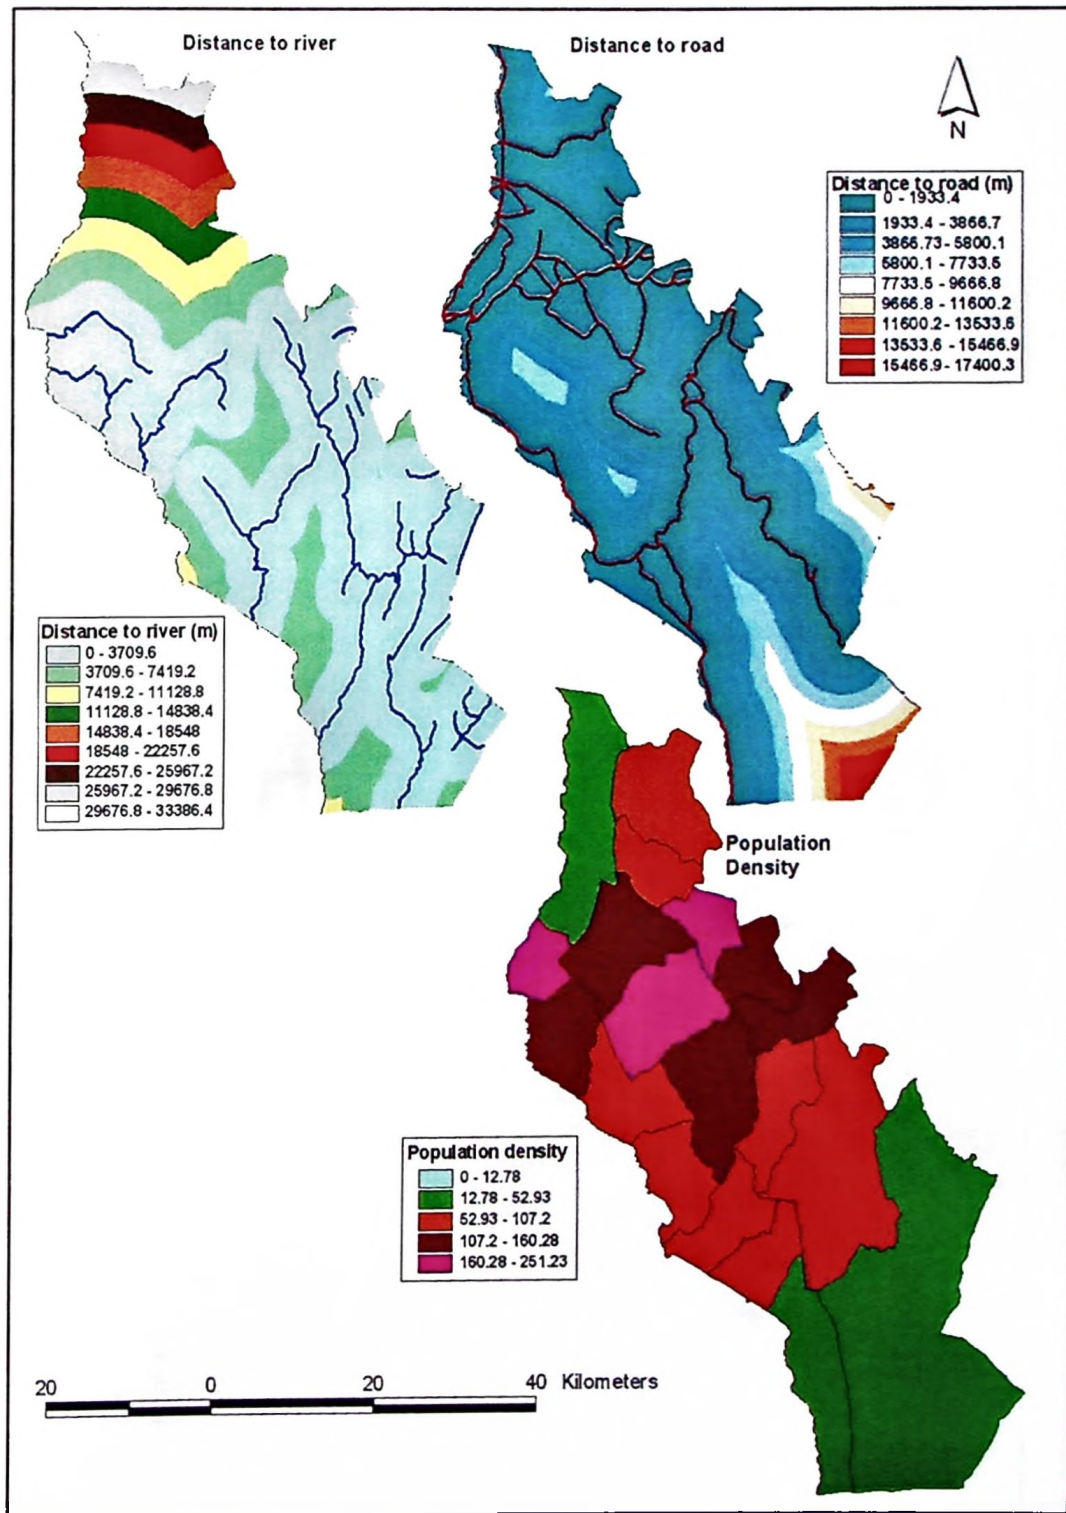 Distance to river
Distance to road
N
Distance to road (m)
0 - 1933.4
1933.4 - 3866.7
3866.73 - 5800.1
5800.1 - 7733.5
7733.5 - 9666.8
9666.8 - 11600.2
11600.2 - 13533.6
13533.6 - 15466.9
15466.9 - 17400.3
Distance to river (m)
0 - 3709.6
3709.6 - 7419.2
7419.2 - 11128.8
11128.8 - 14838.4
14838.4 - 18548
18548 - 22257.6
22257.6 - 25967.2
25967.2 - 29676.8
29676.8 - 33386.4
Population
Density
Population density
0 - 12.78
12.78 - 52.93
52.93 - 107.2
107.2 - 160.28
160.28 - 251.23
20 0 20 40 Kilometers